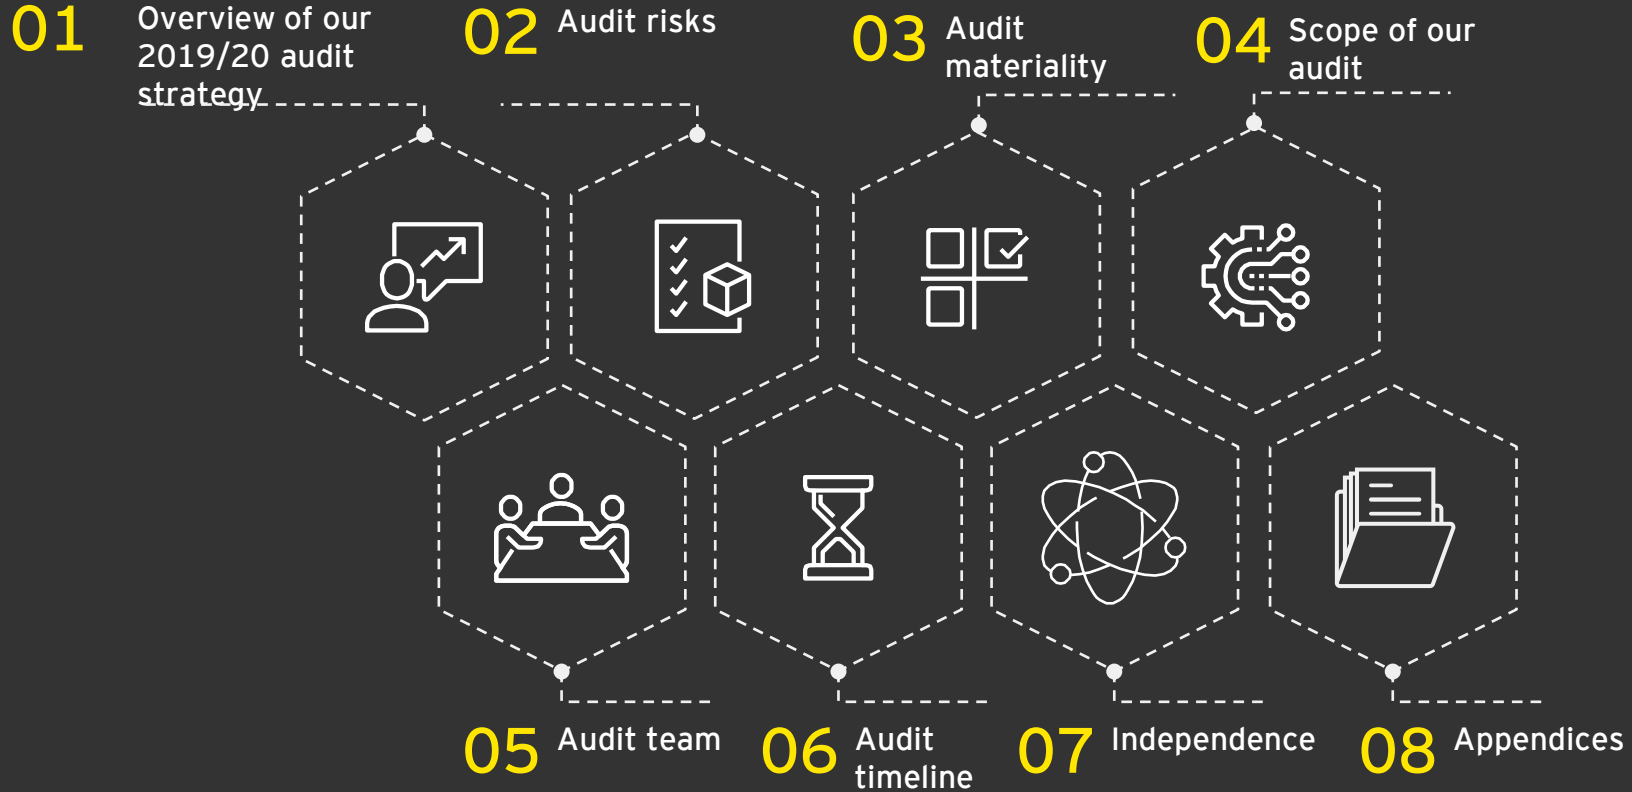 01
Overview of our
2019/20 audit
strategy
02
Audit risks
03
Audit
materiality
04
Scope of our
audit
05
Audit team
06
Audit
timeline
07
Independence
08
Appendices